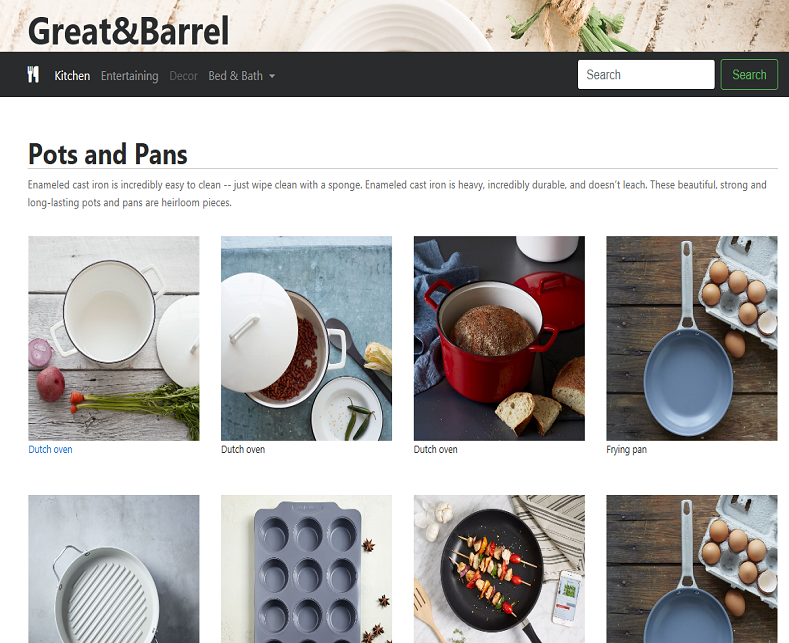 Great&Barrel
Kitchen Entertaining Decor Bed & Bath Search Search
Pots and Pans
Enameled cast iron is incredibly easy to clean -- just wipe clean with a sponge. Enameled cast iron is heavy, incredibly durable, and doesn't leach. These beautiful, strong and
long-lasting pots and pans are heirloom pieces.
Dutch oven Dutch oven Dutch oven Frying pan